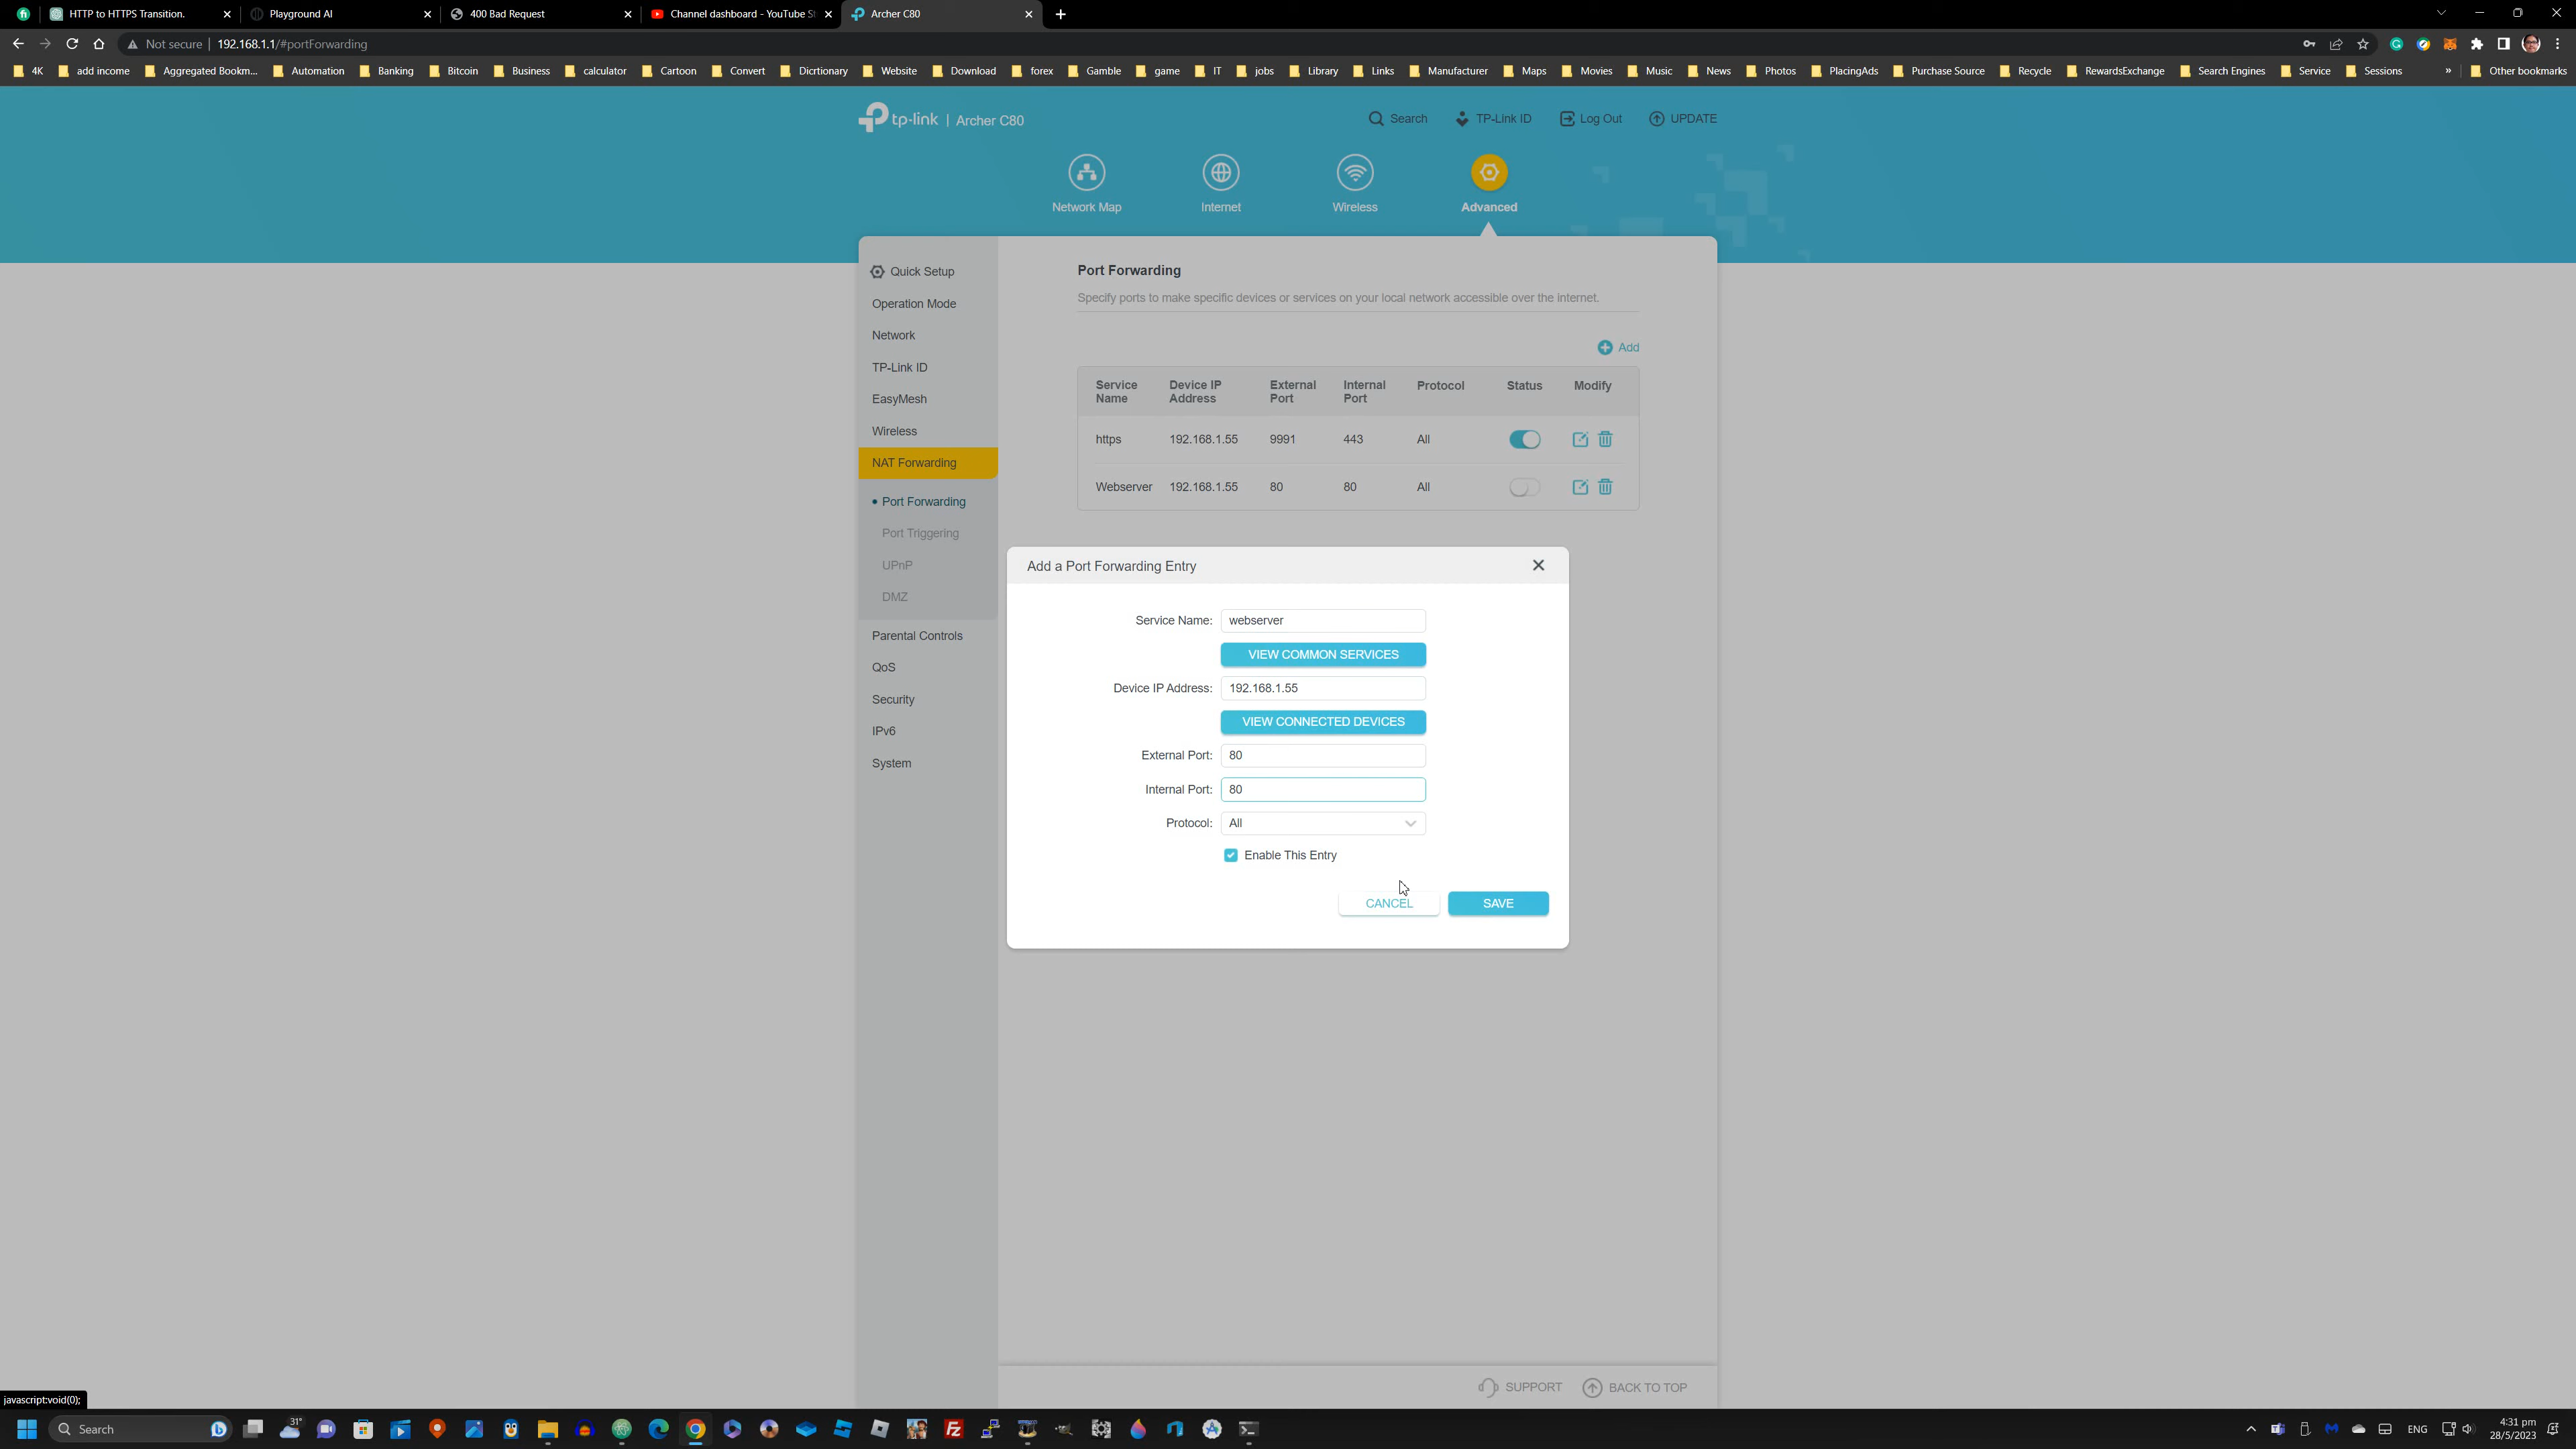 HTTP to HTTPS Transition.
Playground AI
400 Bad Request
Channel dashboard - YouTube St
Archer C80
Not secure
192.168.1.1/#portForwarding
4K
add income
Aggregated Bookm...
Automation
Banking
Bitcoin
Business
calculator
Cartoon
Convert
Dicrtionary
Website
Download
forex
Gamble
game
IT
jobs
Library
Links
Manufacturer
Maps
Movies
Music
News
Photos
PlacingAds
Purchase Source
Recycle
RewardsExchange
Search Engines
Service
Sessions
»
Other bookmarks
tp-link | Archer C80
Search
TP-Link ID
Log Out
UPDATE
Network Map
Internet
Wireless
Advanced
Quick Setup
Operation Mode
Network
TP-Link ID
EasyMesh
Wireless
NAT Forwarding
Port Forwarding
Port Triggering
UPnP
DMZ
Parental Controls
QoS
Security
IPv6
System
Port Forwarding
Specify ports to make specific devices or services on your local network accessible over the internet.
Add
Service Name
Device IP Address
External Port
Internal Port
Protocol
Status
Modify
https 192.168.1.55 9991 443 All
Webserver 192.168.1.55 80 80 All
Add a Port Forwarding Entry
Service Name: webserver
VIEW COMMON SERVICES
Device IP Address: 192.168.1.55
VIEW CONNECTED DEVICES
External Port: 80
Internal Port: 80
Protocol: All
Enable This Entry
CANCEL
SAVE
SUPPORT
BACK TO TOP
javascript:void(0);
Search
31°
ENG
4:31 pm
28/5/2023